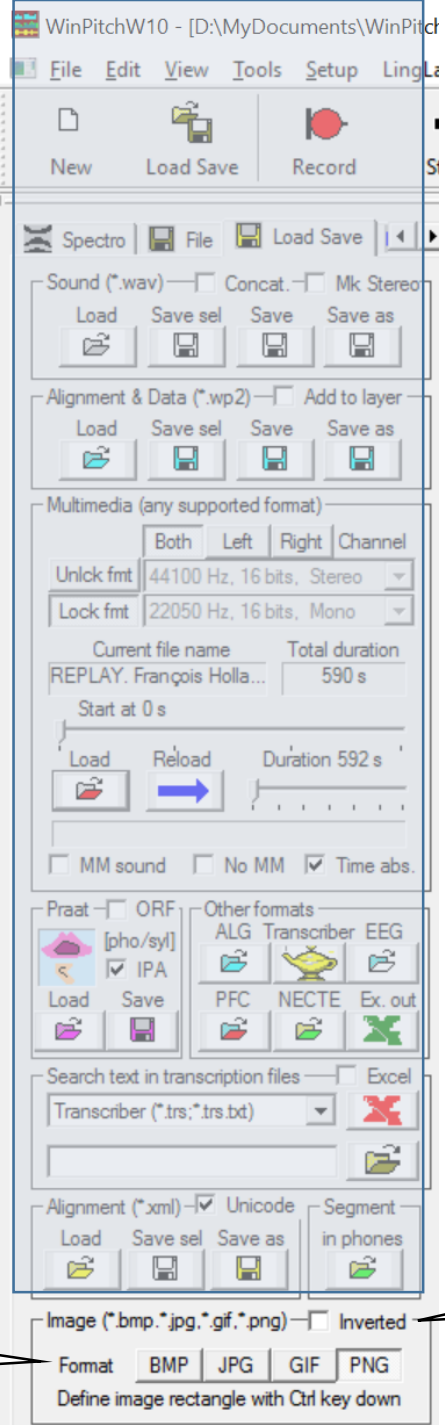 WinPitchW10 - [D:\MyDocuments\WinPitch
File Edit View Tools Setup LingLa
New Load Save Record St
Spectro File Load Save
Sound (*.wav) Concat. Mk Stereo
Load Save sel Save Save as
Alignment & Data (*.wp2) Add to layer
Load Save sel Save Save as
Multimedia (any supported format)
Both Left Right Channel
Unlck fmt 44100 Hz, 16 bits, Stereo
Lock fmt 22050 Hz, 16 bits, Mono
Current file name Total duration
REPLAY. François Holla... 590 s
Start at 0 s
Load Reload Duration 592 s
MM sound No MM Time abs.
Praat ORF Other formats
[pho/syl] ALG Transcriber EEG
IPA
Load Save PFC NECTE Ex. out
Search text in transcription files Excel
Transcriber (*.trs;*.trs.txt)
Alignment (*.xml) Unicode Segment
Load Save sel Save as in phones
Image (*.bmp.*.jpg,*.gif,*.png) Inverted
Format BMP JPG GIF PNG
Define image rectangle with Ctrl key down